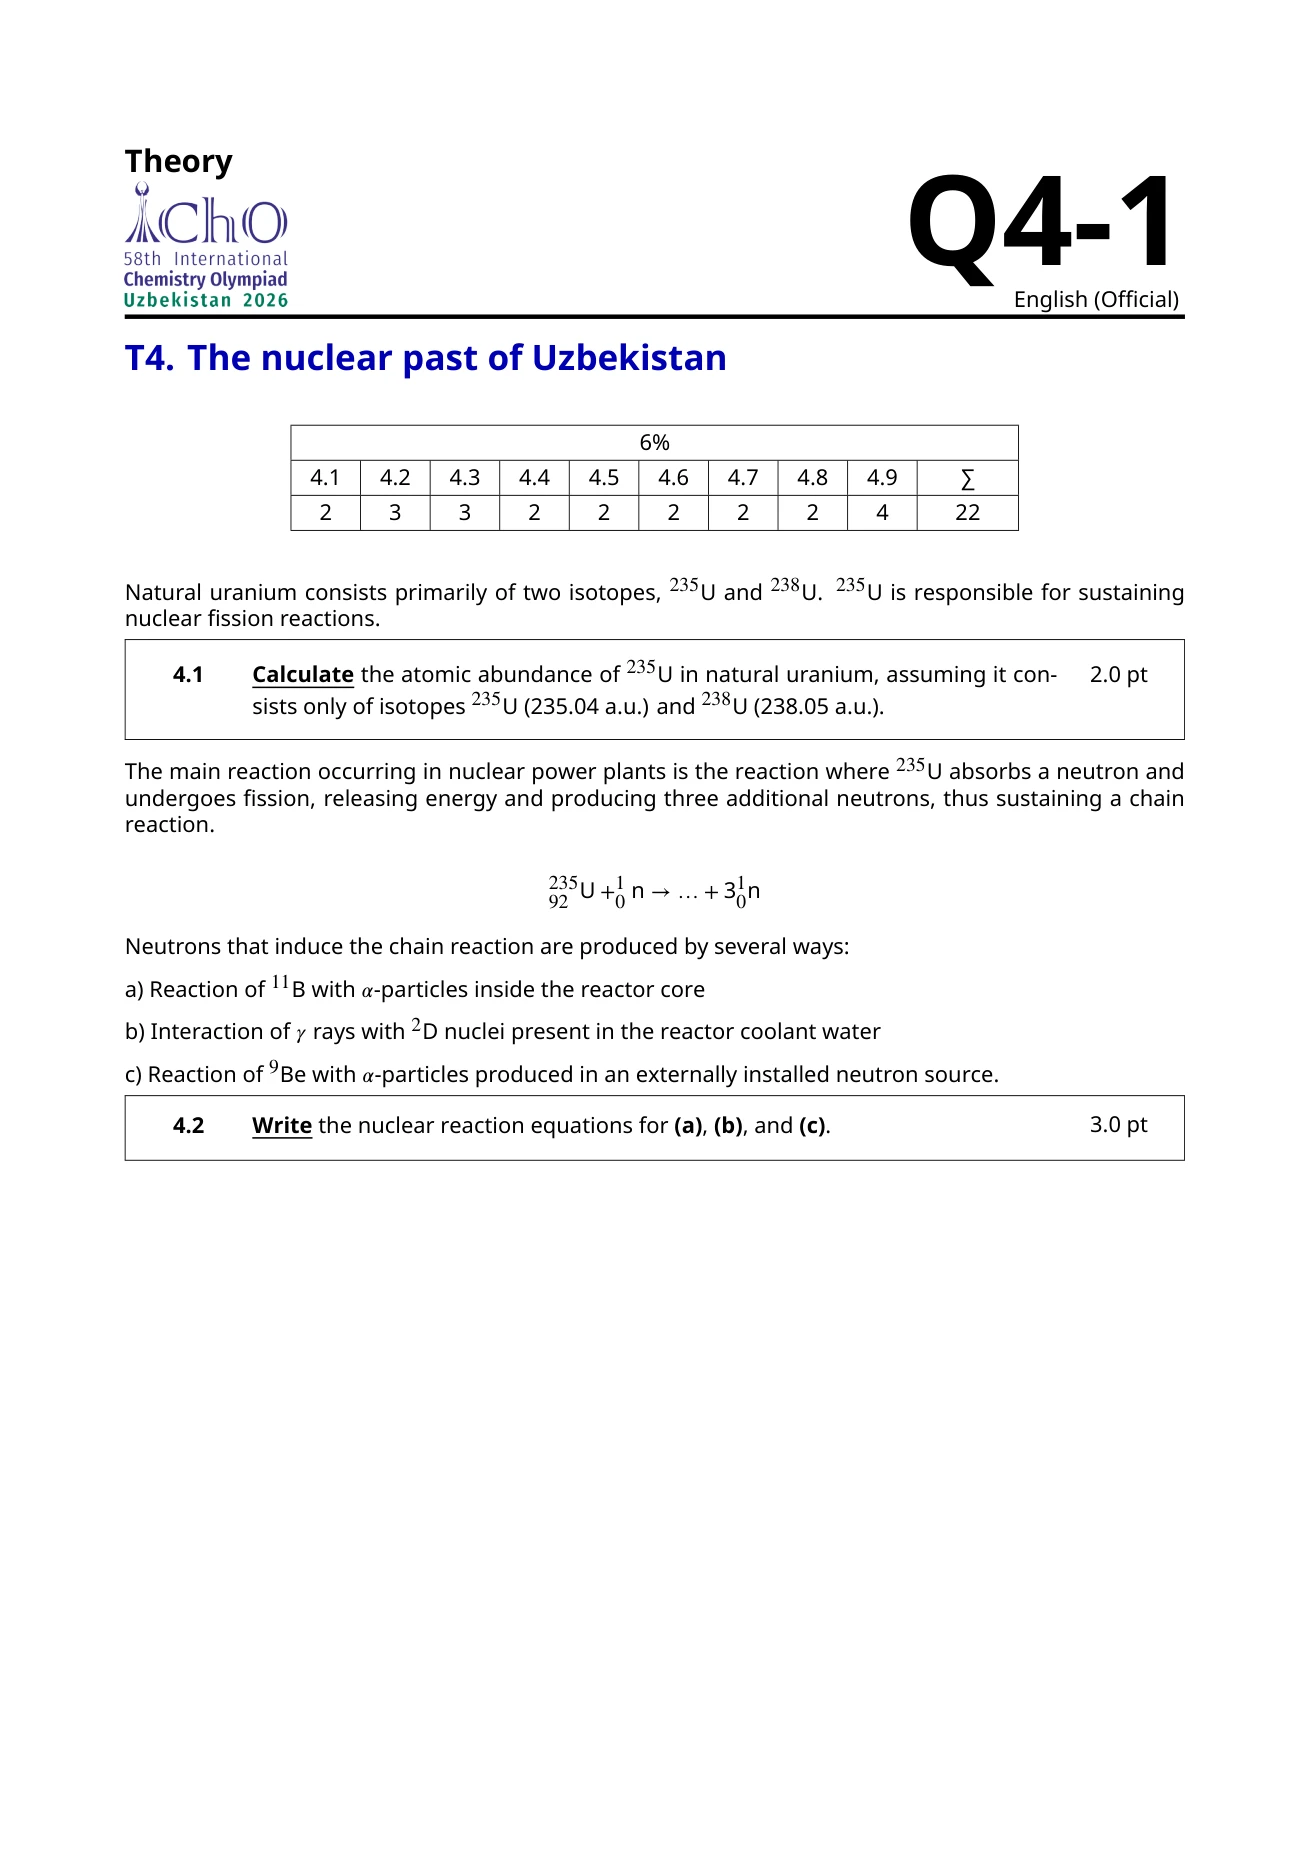 Theory
IChO
58th International
Chemistry Olympiad
Uzbekistan 2026
Q4-1
English (Official)
T4. The nuclear past of Uzbekistan
6%
4.1 4.2 4.3 4.4 4.5 4.6 4.7 4.8 4.9 ∑
2 3 3 2 2 2 2 2 4 22
Natural uranium consists primarily of two isotopes, ²³⁵U and ²³⁸U. ²³⁵U is responsible for sustaining
nuclear fission reactions.
4.1 Calculate the atomic abundance of ²³⁵U in natural uranium, assuming it con- 2.0 pt
sists only of isotopes ²³⁵U (235.04 a.u.) and ²³⁸U (238.05 a.u.).
The main reaction occurring in nuclear power plants is the reaction where ²³⁵U absorbs a neutron and
undergoes fission, releasing energy and producing three additional neutrons, thus sustaining a chain
reaction.
²³⁵₉₂U +¹₀ n → … + 3¹₀n
Neutrons that induce the chain reaction are produced by several ways:
a) Reaction of ¹¹B with α-particles inside the reactor core
b) Interaction of γ rays with ²D nuclei present in the reactor coolant water
c) Reaction of ⁹Be with α-particles produced in an externally installed neutron source.
4.2 Write the nuclear reaction equations for (a), (b), and (c). 3.0 pt